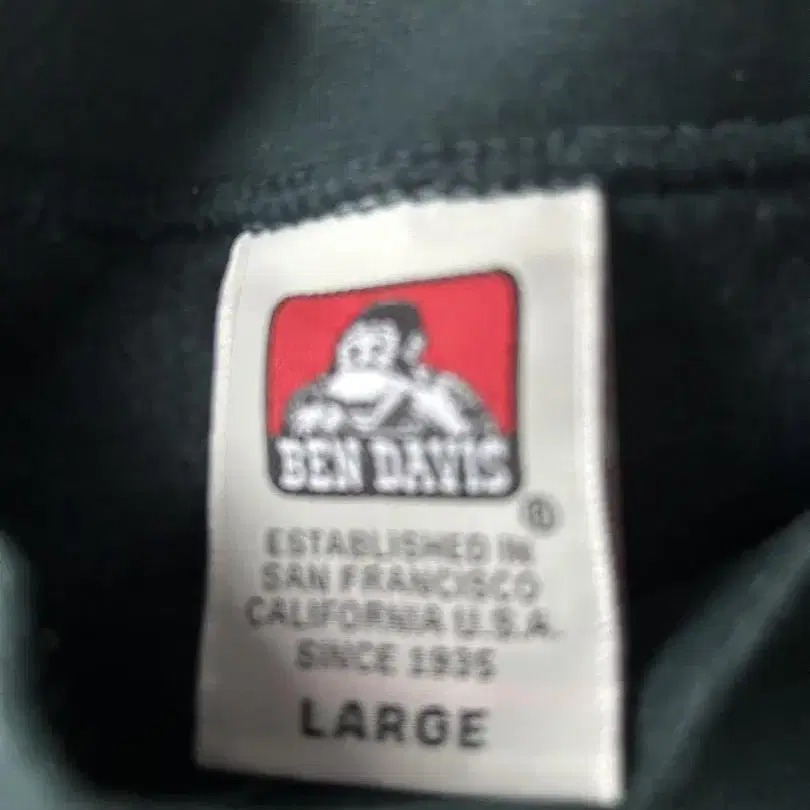 BEN DAVIS
®
ESTABLISHED IN
SAN FRANCISCO
CALIFORNIA U.S.A.
SINCE 1935
LARGE